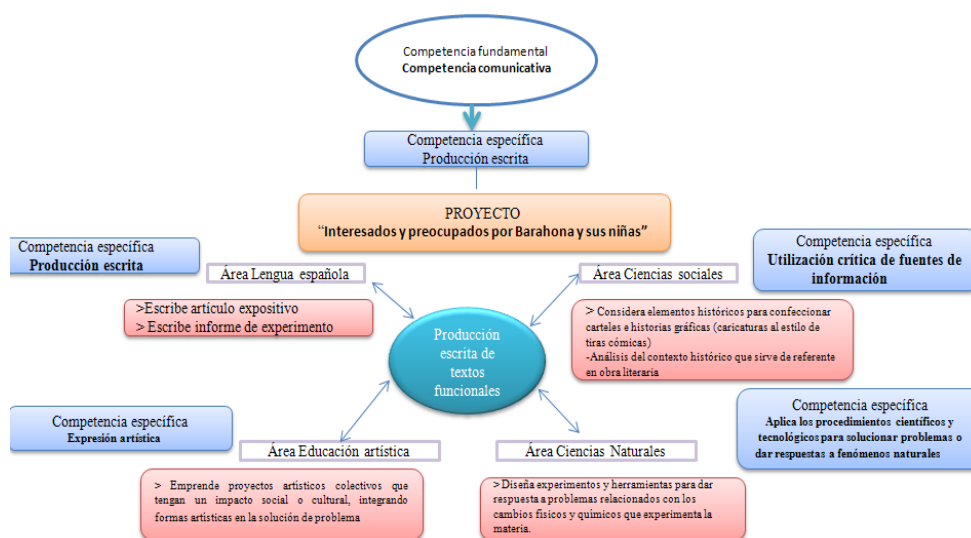 Competencia fundamental
Competencia comunicativa
Competencia específica
Producción escrita
PROYECTO
“Interesados y preocupados por Barahona y sus niñas”
Competencia específica
Producción escrita
Competencia específica
Utilización crítica de fuentes de
información
Área Lengua española
Área Ciencias sociales
>Escribe artículo expositivo
> Escribe informe de experimento
> Considera elementos históricos para confeccionar
carteles e historias gráficas (caricaturas al estilo de
tiras cómicas)
-Análisis del contexto histórico que sirve de referente
en obra literaria
Producción
escrita de
textos
funcionales
Competencia específica
Expresión artística
Competencia específica
Aplica los procedimientos científicos y
tecnológicos para solucionar problemas o
dar respuestas a fenómenos naturales
Área Educación artística
Área Ciencias Naturales
> Emprende proyectos artísticos colectivos que
tengan un impacto social o cultural, integrando
formas artísticas en la solución de problema
> Diseña experimentos y herramientas para dar
respuesta a problemas relacionados con los
cambios físicos y químicos que experimenta la
materia.